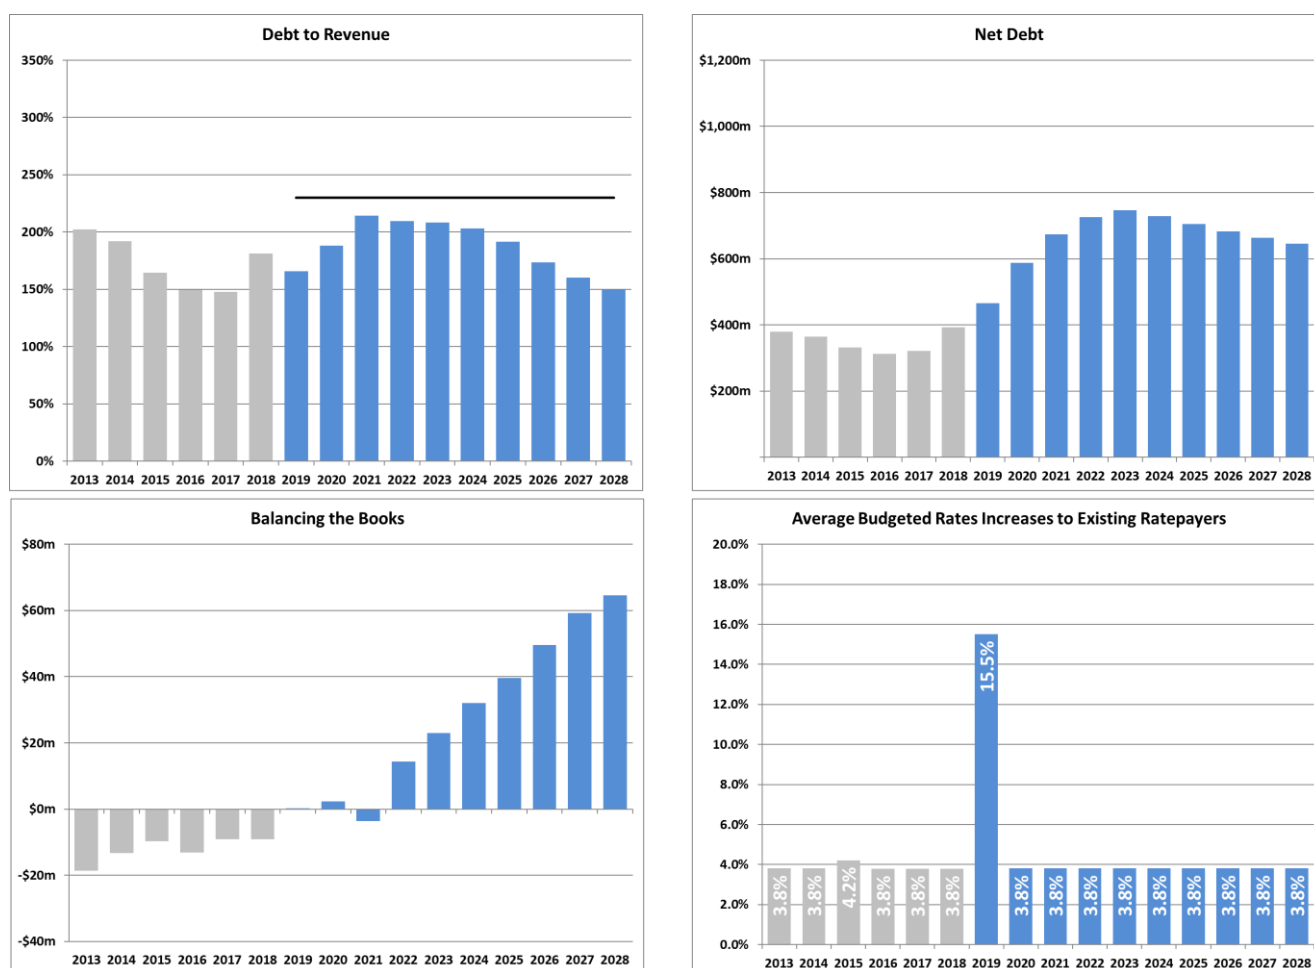 Debt to Revenue
350%
300%
250%
200%
150%
100%
50%
0%
2013 2014 2015 2016 2017 2018 2019 2020 2021 2022 2023 2024 2025 2026 2027 2028
Net Debt
$1,200m
$1,000m
$800m
$600m
$400m
$200m
2013 2014 2015 2016 2017 2018 2019 2020 2021 2022 2023 2024 2025 2026 2027 2028
Balancing the Books
$80m
$60m
$40m
$20m
$0m
-$20m
-$40m
2013 2014 2015 2016 2017 2018 2019 2020 2021 2022 2023 2024 2025 2026 2027 2028
Average Budgeted Rates Increases to Existing Ratepayers
20.0%
18.0%
16.0%
14.0%
12.0%
10.0%
8.0%
6.0%
4.0%
2.0%
0.0%
3.8% 3.8% 4.2% 3.8% 3.8% 3.8% 15.5% 3.8% 3.8% 3.8% 3.8% 3.8% 3.8% 3.8% 3.8% 3.8%
2013 2014 2015 2016 2017 2018 2019 2020 2021 2022 2023 2024 2025 2026 2027 2028